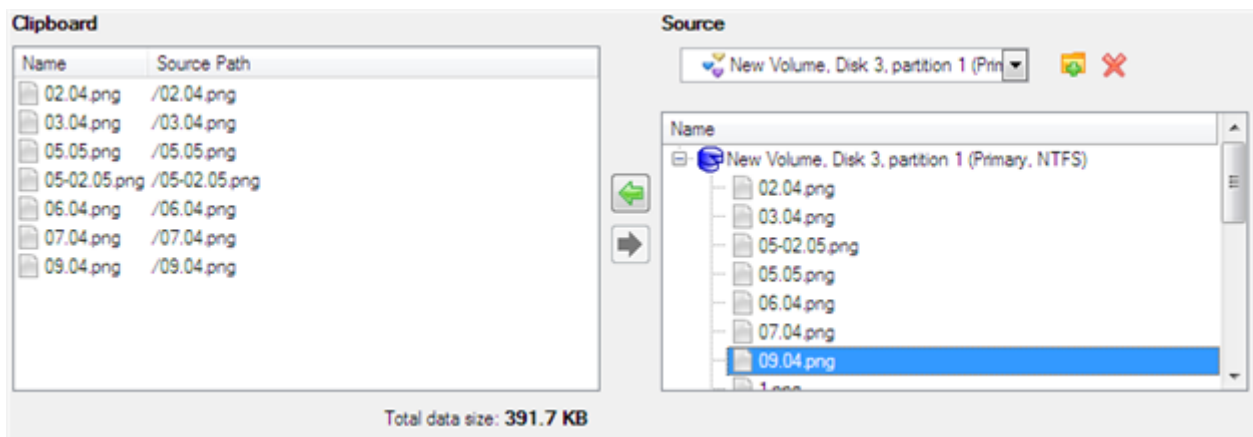 Clipboard
Name Source Path
02.04.png /02.04.png
03.04.png /03.04.png
05.05.png /05.05.png
05-02.05.png /05-02.05.png
06.04.png /06.04.png
07.04.png /07.04.png
09.04.png /09.04.png
Total data size: 391.7 KB
Source
New Volume, Disk 3, partition 1 (Prin
Name
New Volume, Disk 3, partition 1 (Primary, NTFS)
02.04.png
03.04.png
05-02.05.png
05.05.png
06.04.png
07.04.png
09.04.png
1.png